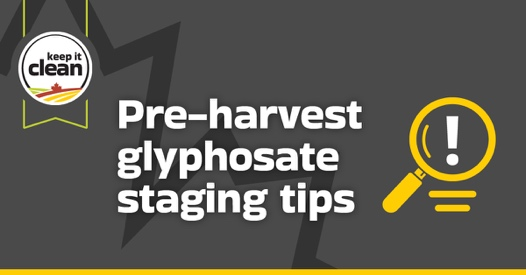 keep it
clean
Pre-harvest
glyphosate
staging tips
!